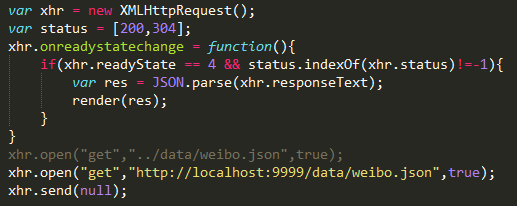 var xhr = new XMLHttpRequest();
var status = [200,304];
xhr.onreadystatechange = function(){
    if(xhr.readyState == 4 && status.indexOf(xhr.status)!=-1){
        var res = JSON.parse(xhr.responseText);
        render(res);
    }
}
xhr.open("get","../data/weibo.json",true);
xhr.open("get","http://localhost:9999/data/weibo.json",true);
xhr.send(null);